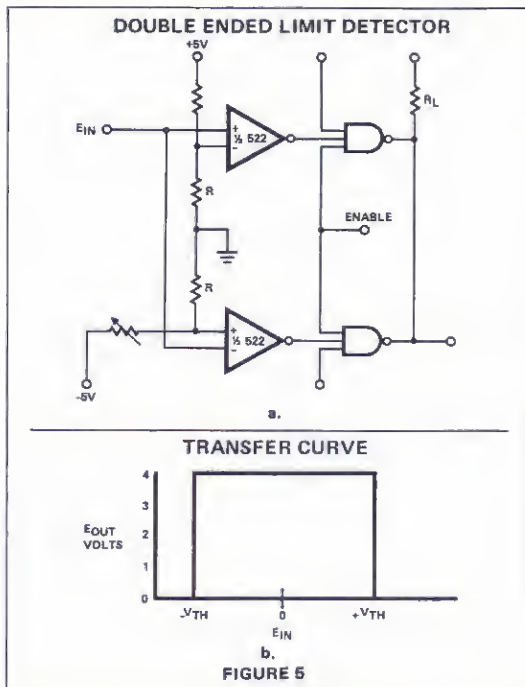 DOUBLE ENDED LIMIT DETECTOR
+5V
RL
EIN
+
½ 522
−
R
ENABLE
R
+
½ 522
−
-5V
a.
TRANSFER CURVE
4
3
EOUT
VOLTS
2
1
0
-VTH
0
+VTH
EIN
b.
FIGURE 5